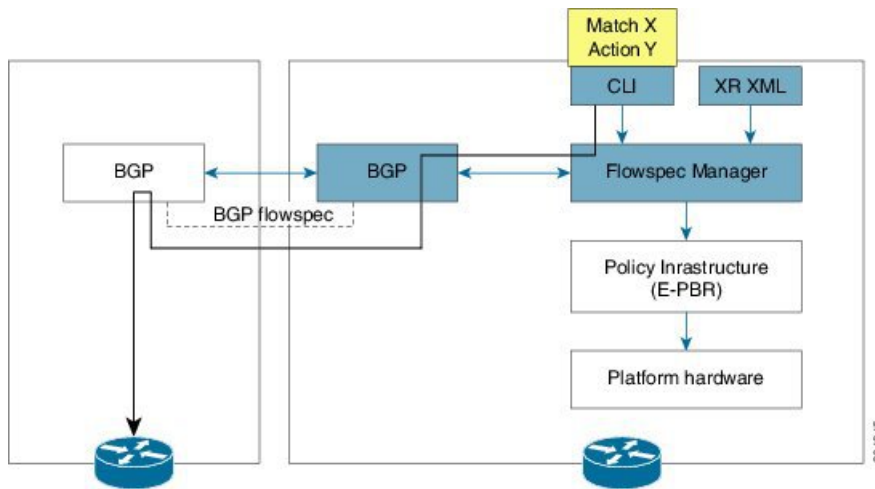 Match X
Action Y
CLI
XR XML
BGP
BGP
Flowspec Manager
BGP flowspec
Policy Inrastructure
(E-PBR)
Platform hardware